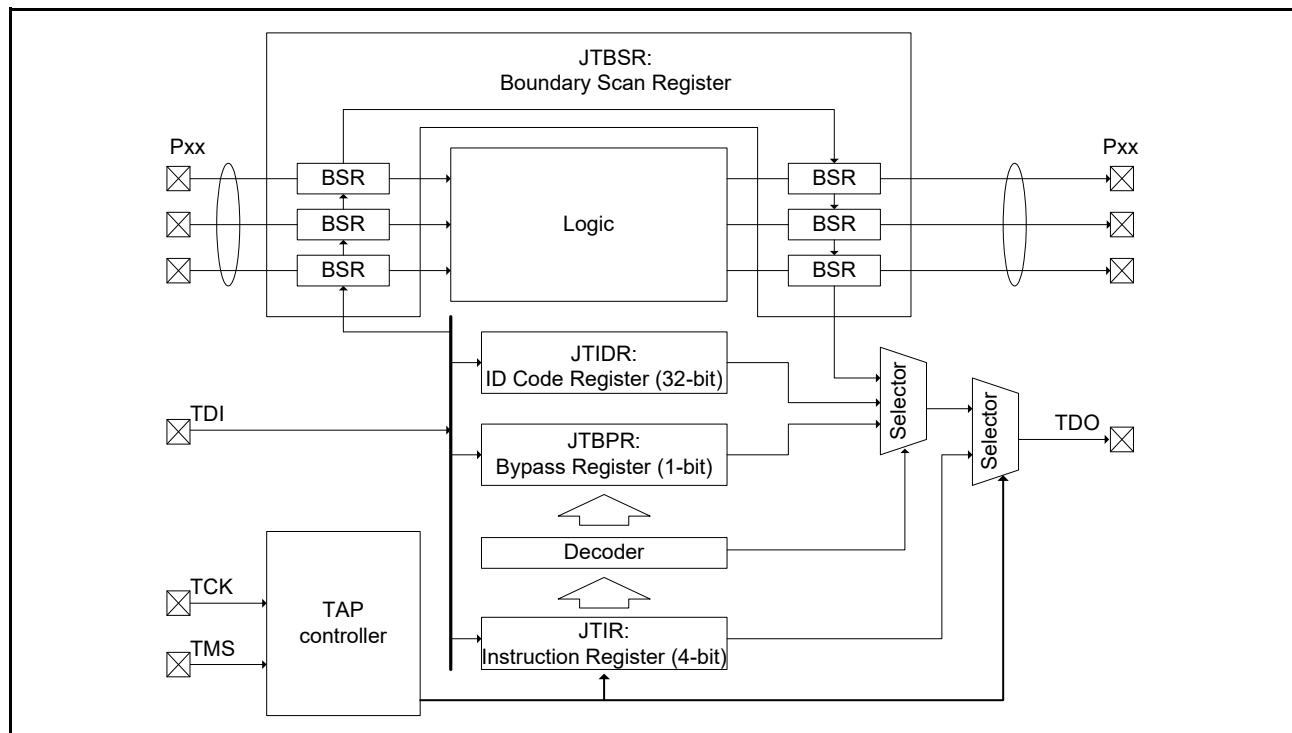 JTBSR:
Boundary Scan Register
Pxx
Pxx
BSR
BSR
BSR
BSR
Logic
BSR
BSR
JTIDR:
ID Code Register (32-bit)
TDI
JTBPR:
Bypass Register (1-bit)
Selector
Selector
TDO
Decoder
TCK
TMS
TAP
controller
JTIR:
Instruction Register (4-bit)